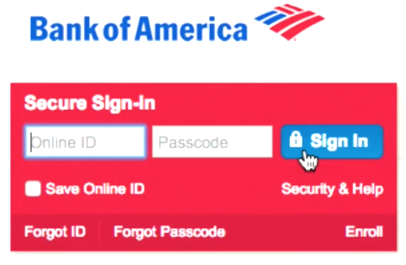 Bank of America
Secure Sign-in
Online ID Passcode Sign In
Save Online ID Security & Help
Forgot ID Forgot Passcode Enroll